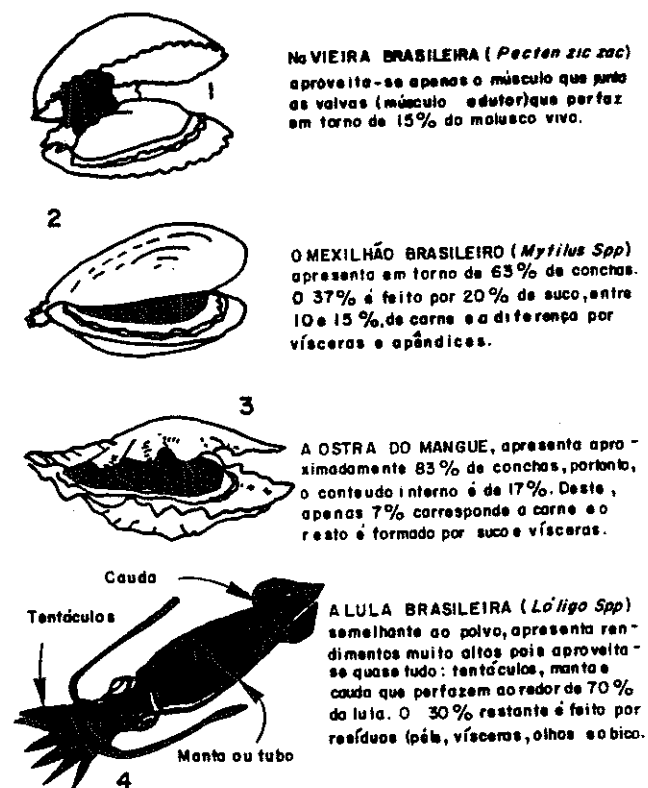 1
Na VIEIRA BRASILEIRA (Pecten zic zac)
aproveita-se apenas o músculo que junta
as valvas (músculo adutor) que perfaz
em torno de 15% do molusco vivo.
2
O MEXILHÃO BRASILEIRO (Mytilus Spp)
apresenta em torno de 63% de conchas.
O 37% é feito por 20% de suco, entre
10 e 15%, de carne e a diferença por
vísceras e apêndices.
3
A OSTRA DO MANGUE, apresenta apro-
ximadamente 83% de conchas, portanto,
o conteudo interno é de 17%. Deste,
apenas 7% corresponde a carne e o
resto é formado por suco e vísceras.
Cauda
Tentáculos
Manta ou tubo
4
A LULA BRASILEIRA (Lóligo Spp)
semelhante ao polvo, apresenta ren-
dimentos muito altos pois aproveita-
se quase tudo: tentáculos, manta e
cauda que perfazem ao redor de 70%
da lula. O 30% restante é feito por
resíduos (pele, vísceras, olhos e o bico.